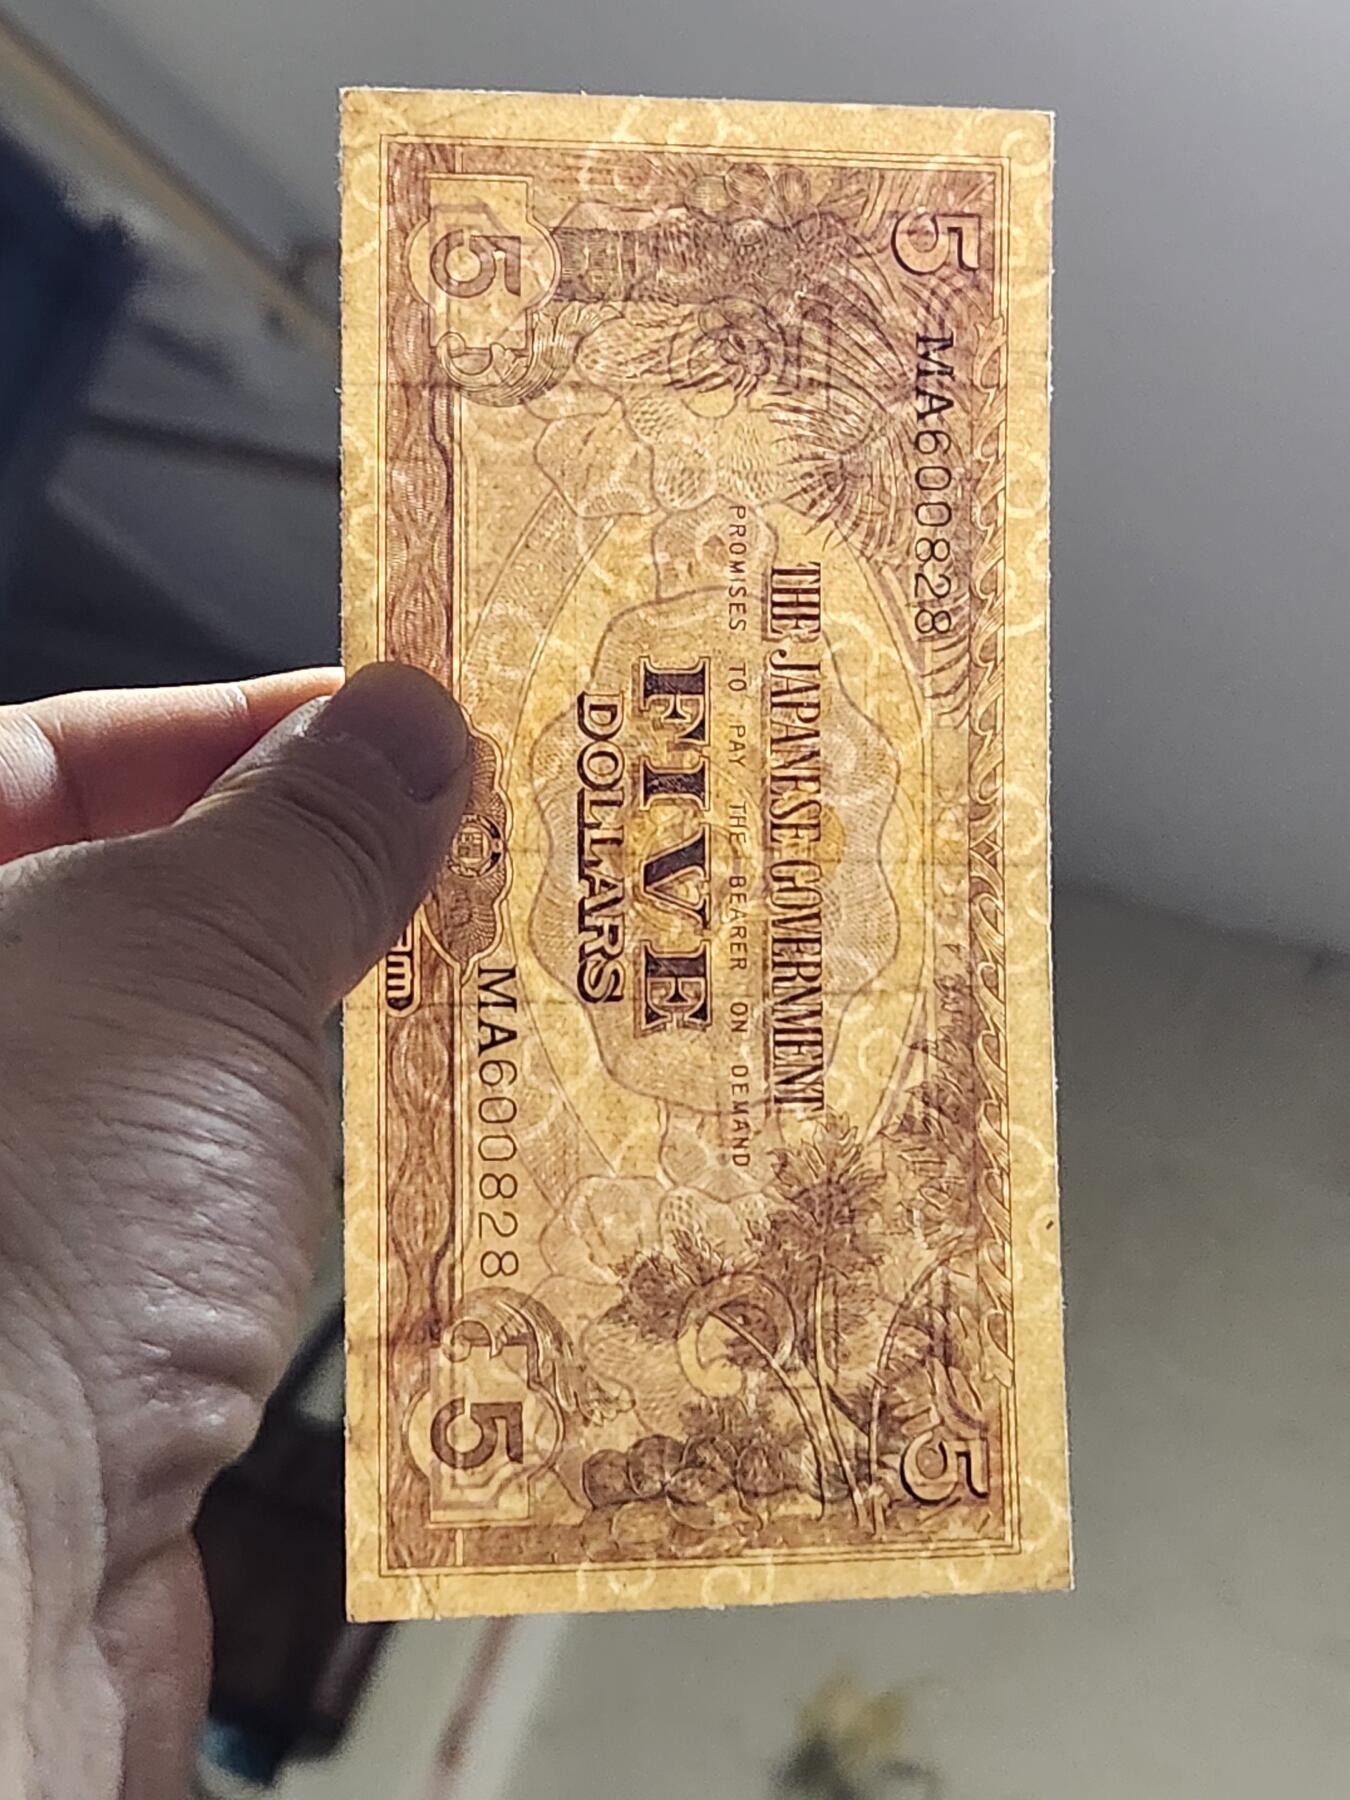 5 5
MA600828
THE JAPANESE GOVERNMENT
PROMISES TO PAY THE BEARER ON DEMAND
FIVE
DOLLARS
MA600828
5 5